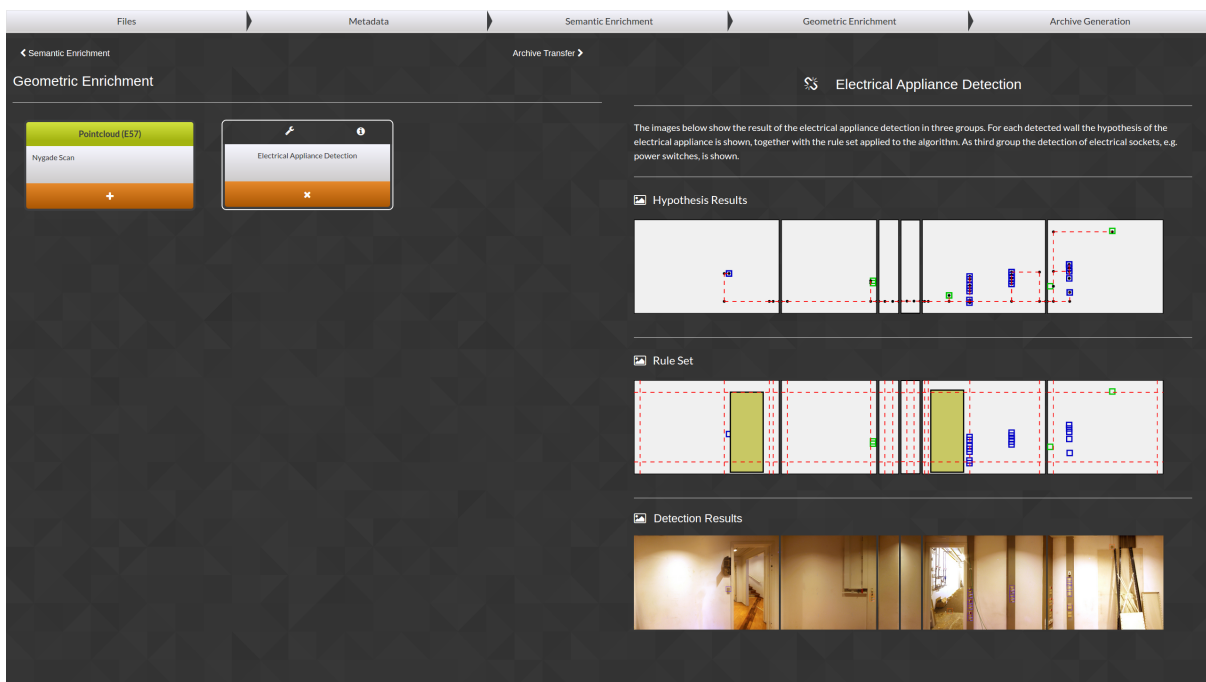 Files
Metadata
Semantic Enrichment
Geometric Enrichment
Archive Generation
Semantic Enrichment
Archive Transfer
Geometric Enrichment
Pointcloud (E57)
Nygade Scan
Electrical Appliance Detection
Electrical Appliance Detection
The images below show the result of the electrical appliance detection in three groups. For each detected wall the hypothesis of the
electrical appliance is shown, together with the rule set applied to the algorithm. As third group the detection of electrical sockets, e.g.
power switches, is shown.
Hypothesis Results
Rule Set
Detection Results